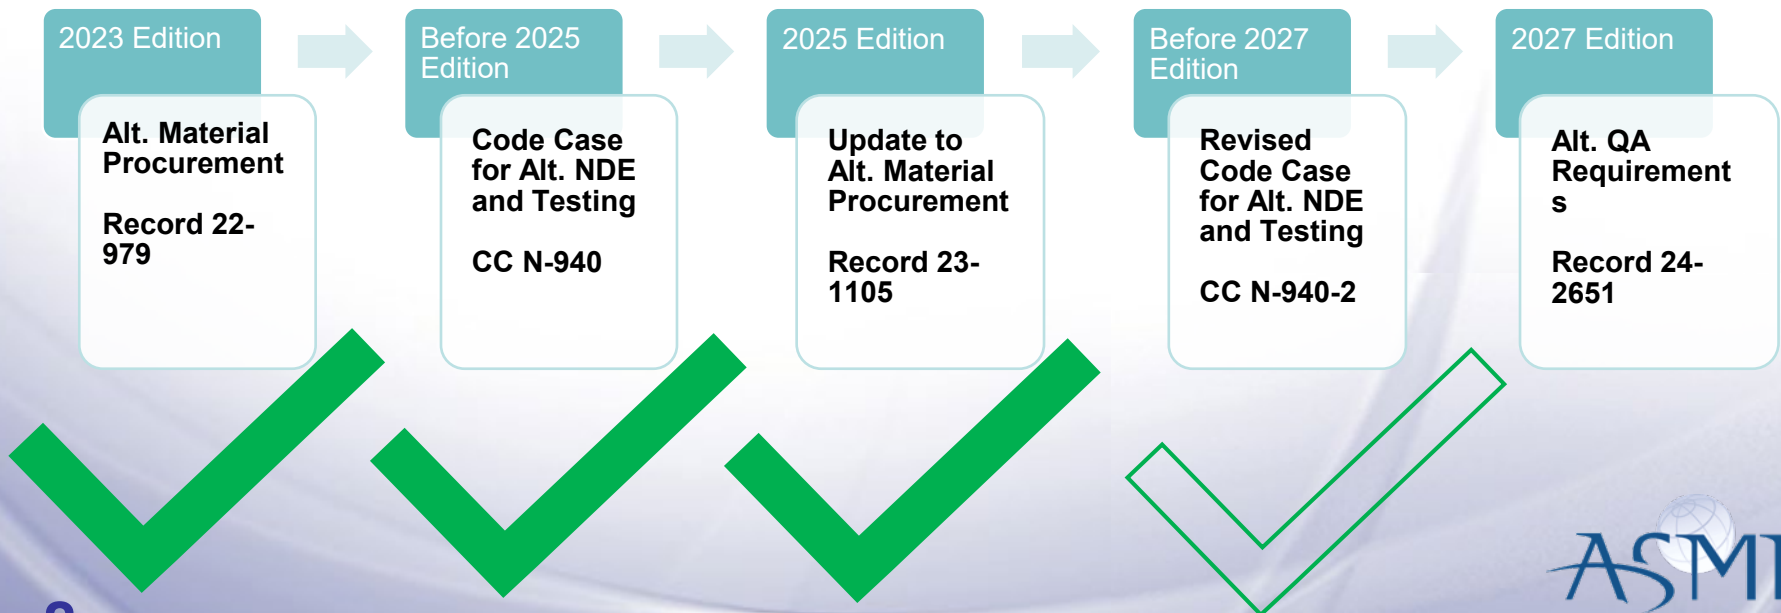 2023 Edition
Alt. Material
Procurement
Record 22-
979
Before 2025
Edition
Code Case
for Alt. NDE
and Testing
CC N-940
2025 Edition
Update to
Alt. Material
Procurement
Record 23-
1105
Before 2027
Edition
Revised
Code Case
for Alt. NDE
and Testing
CC N-940-2
2027 Edition
Alt. QA
Requirement
s
Record 24-
2651
ASME